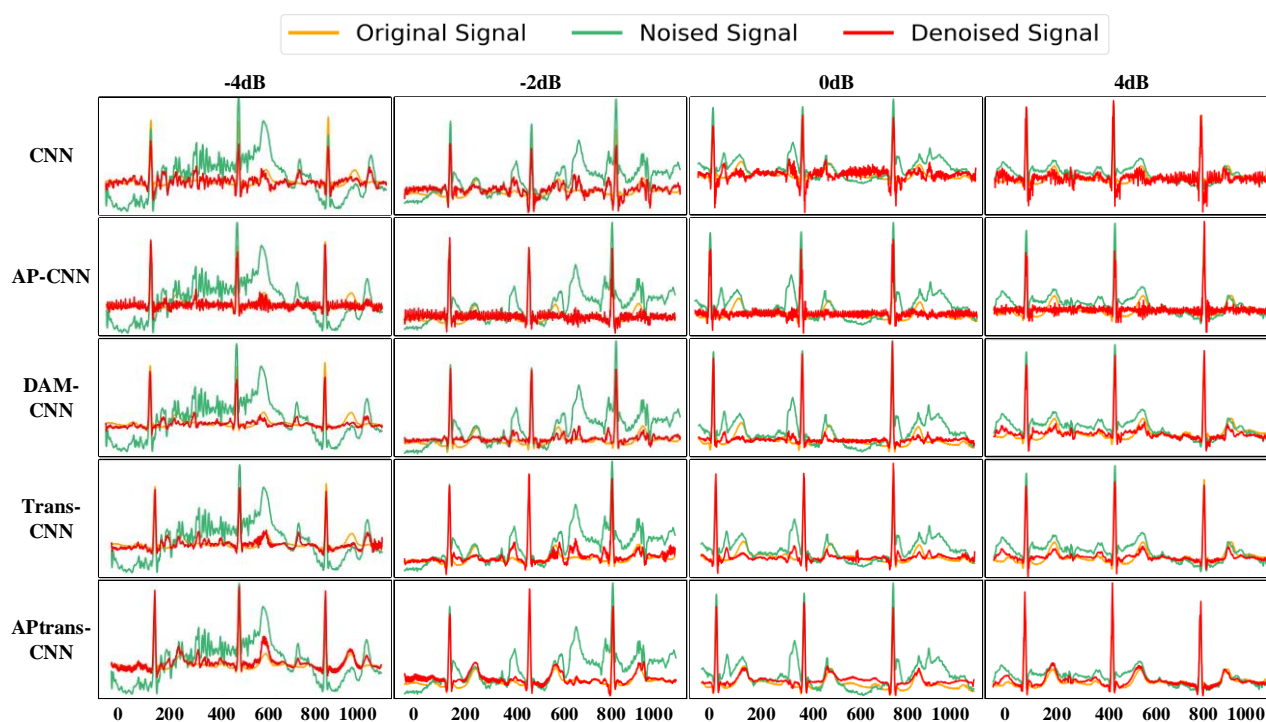 Original Signal Noised Signal Denoised Signal
-4dB -2dB 0dB 4dB
CNN
AP-CNN
DAM-
CNN
Trans-
CNN
APtrans-
CNN
0 200 400 600 800 1000 0 200 400 600 800 1000 0 200 400 600 800 1000 0 200 400 600 800 1000